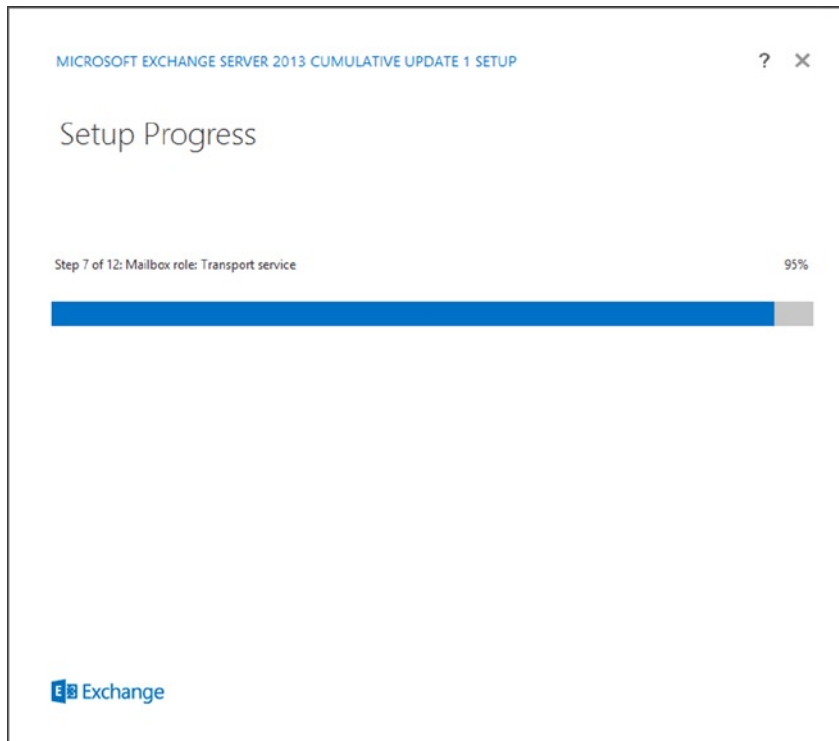 MICROSOFT EXCHANGE SERVER 2013 CUMULATIVE UPDATE 1 SETUP ? ×
Setup Progress
Step 7 of 12: Mailbox role: Transport service 95%
Exchange